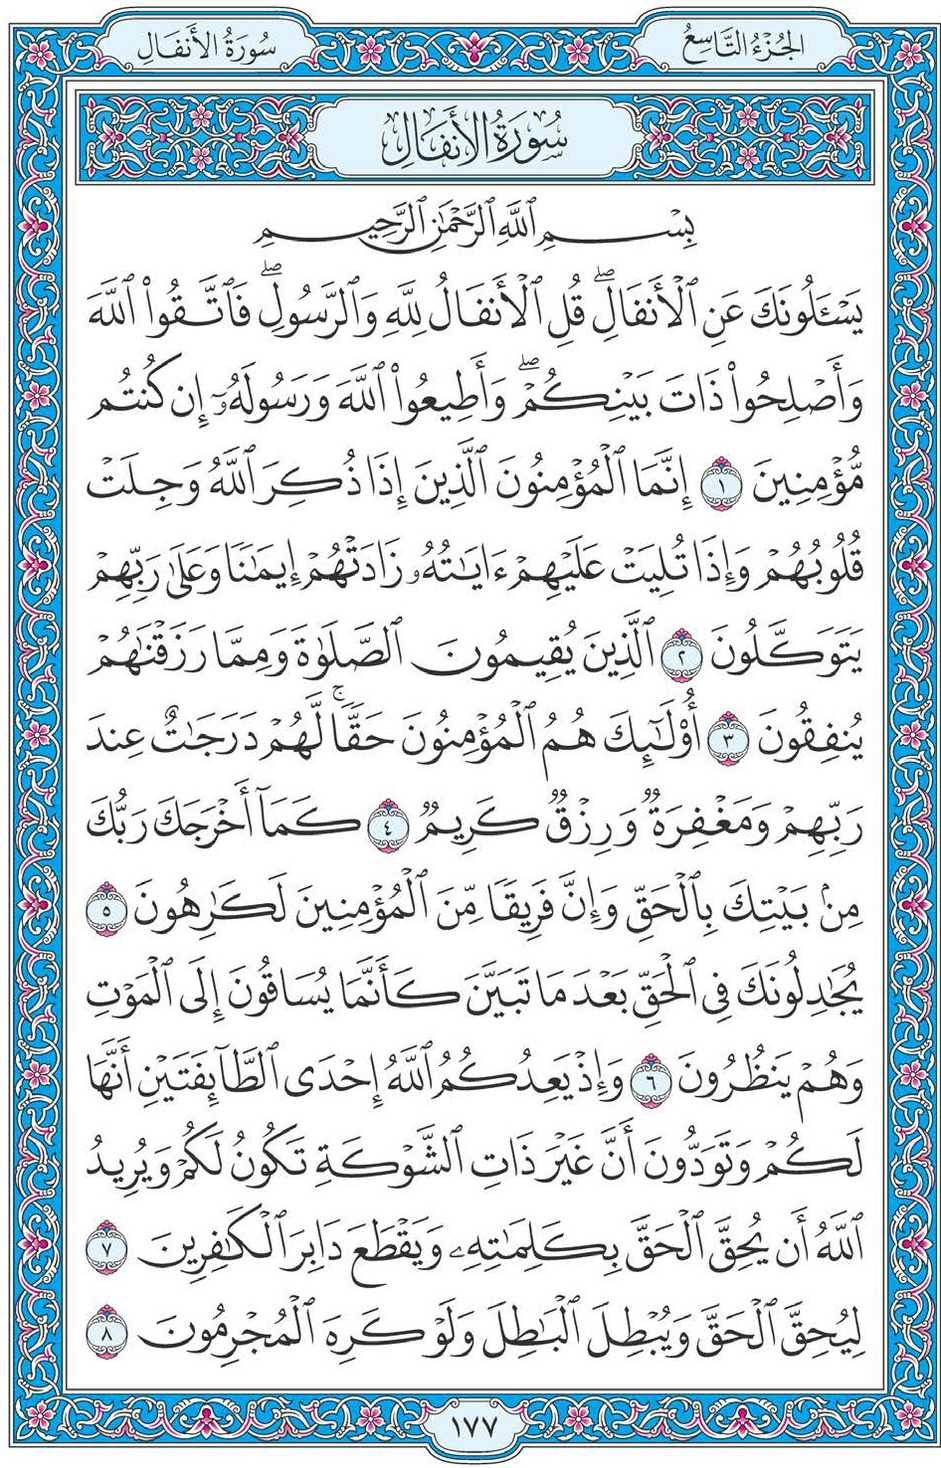 الجُزْءُ التَّاسِعُ
سُورَةُ الأَنفَالِ
سُورَةُ الأَنفَالِ
بِسْمِ ٱللَّهِ ٱلرَّحْمَٰنِ ٱلرَّحِيمِ
يَسْـَٔلُونَكَ عَنِ ٱلْأَنفَالِۖ قُلِ ٱلْأَنفَالُ لِلَّهِ وَٱلرَّسُولِۖ فَٱتَّقُوا۟ ٱللَّهَ
وَأَصْلِحُوا۟ ذَاتَ بَيْنِكُمْۖ وَأَطِيعُوا۟ ٱللَّهَ وَرَسُولَهُۥٓ إِن كُنتُم
مُّؤْمِنِينَ ١ إِنَّمَا ٱلْمُؤْمِنُونَ ٱلَّذِينَ إِذَا ذُكِرَ ٱللَّهُ وَجِلَتْ
قُلُوبُهُمْ وَإِذَا تُلِيَتْ عَلَيْهِمْ ءَايَٰتُهُۥ زَادَتْهُمْ إِيمَٰنًا وَعَلَىٰ رَبِّهِمْ
يَتَوَكَّلُونَ ٢ ٱلَّذِينَ يُقِيمُونَ ٱلصَّلَوٰةَ وَمِمَّا رَزَقْنَٰهُمْ
يُنفِقُونَ ٣ أُو۟لَٰٓئِكَ هُمُ ٱلْمُؤْمِنُونَ حَقًّاۚ لَّهُمْ دَرَجَٰتٌ عِندَ
رَبِّهِمْ وَمَغْفِرَةٌ وَرِزْقٌ كَرِيمٌ ٤ كَمَآ أَخْرَجَكَ رَبُّكَ
مِنۢ بَيْتِكَ بِٱلْحَقِّ وَإِنَّ فَرِيقًا مِّنَ ٱلْمُؤْمِنِينَ لَكَٰرِهُونَ ٥
يُجَٰدِلُونَكَ فِى ٱلْحَقِّ بَعْدَ مَا تَبَيَّنَ كَأَنَّمَا يُسَاقُونَ إِلَى ٱلْمَوْتِ
وَهُمْ يَنظُرُونَ ٦ وَإِذْ يَعِدُكُمُ ٱللَّهُ إِحْدَى ٱلطَّآئِفَتَيْنِ أَنَّهَا
لَكُمْ وَتَوَدُّونَ أَنَّ غَيْرَ ذَاتِ ٱلشَّوْكَةِ تَكُونُ لَكُمْ وَيُرِيدُ
ٱللَّهُ أَن يُحِقَّ ٱلْحَقَّ بِكَلِمَٰتِهِۦ وَيَقْطَعَ دَابِرَ ٱلْكَٰفِرِينَ ٧
لِيُحِقَّ ٱلْحَقَّ وَيُبْطِلَ ٱلْبَٰطِلَ وَلَوْ كَرِهَ ٱلْمُجْرِمُونَ ٨
١٧٧